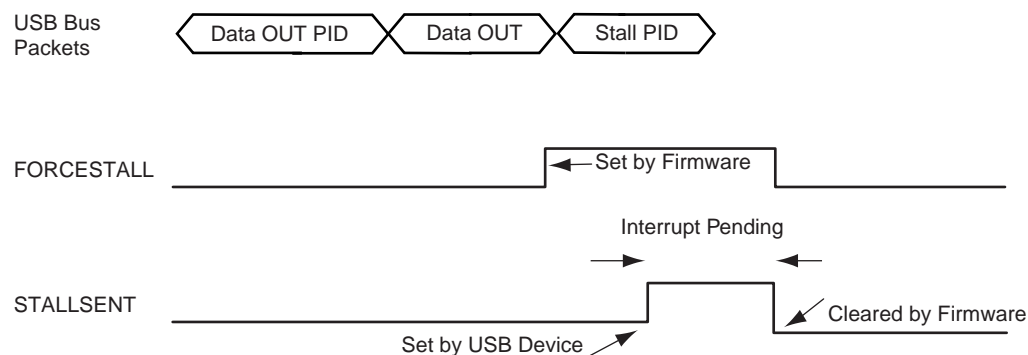 USB Bus
Packets
Data OUT PID
Data OUT
Stall PID
FORCESTALL
Set by Firmware
Interrupt Pending
STALLSENT
Cleared by Firmware
Set by USB Device